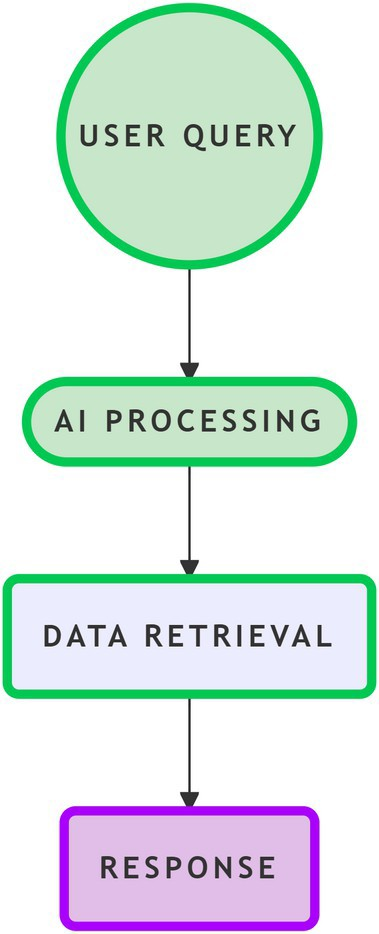 USER QUERY
AI PROCESSING
DATA RETRIEVAL
RESPONSE